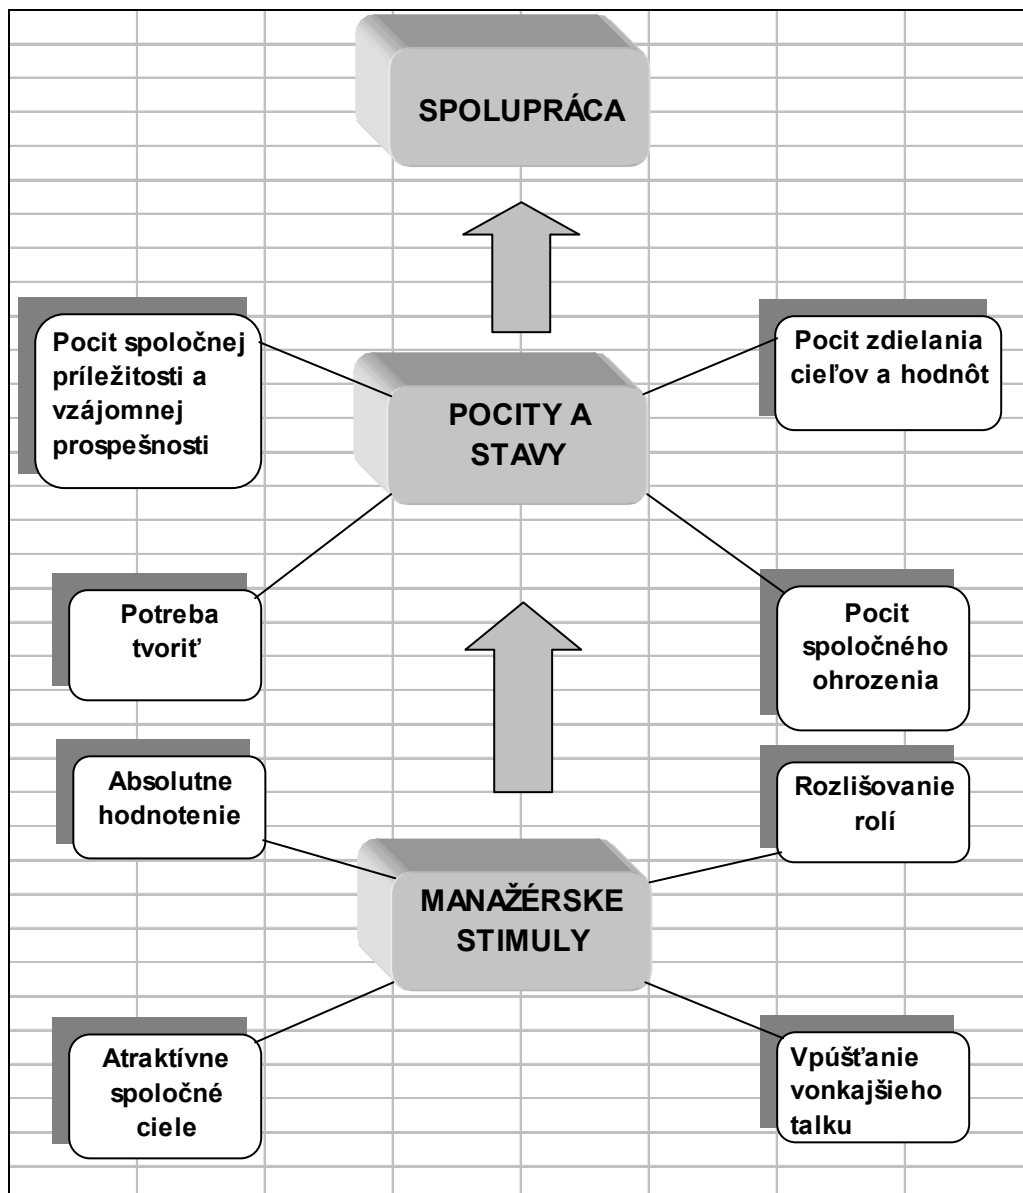 SPOLUPRÁCA
Pocit spoločnej
príležitosti a
vzájomnej
prospešnosti
Pocit zdielania
cieľov a hodnôt
POCITY A
STAVY
Potreba
tvoriť
Pocit
spoločného
ohrozenia
Absolutne
hodnotenie
Rozlišovanie
rolí
MANAŽÉRSKE
STIMULY
Atraktívne
spoločné
ciele
Vpúšťanie
vonkajšieho
talku